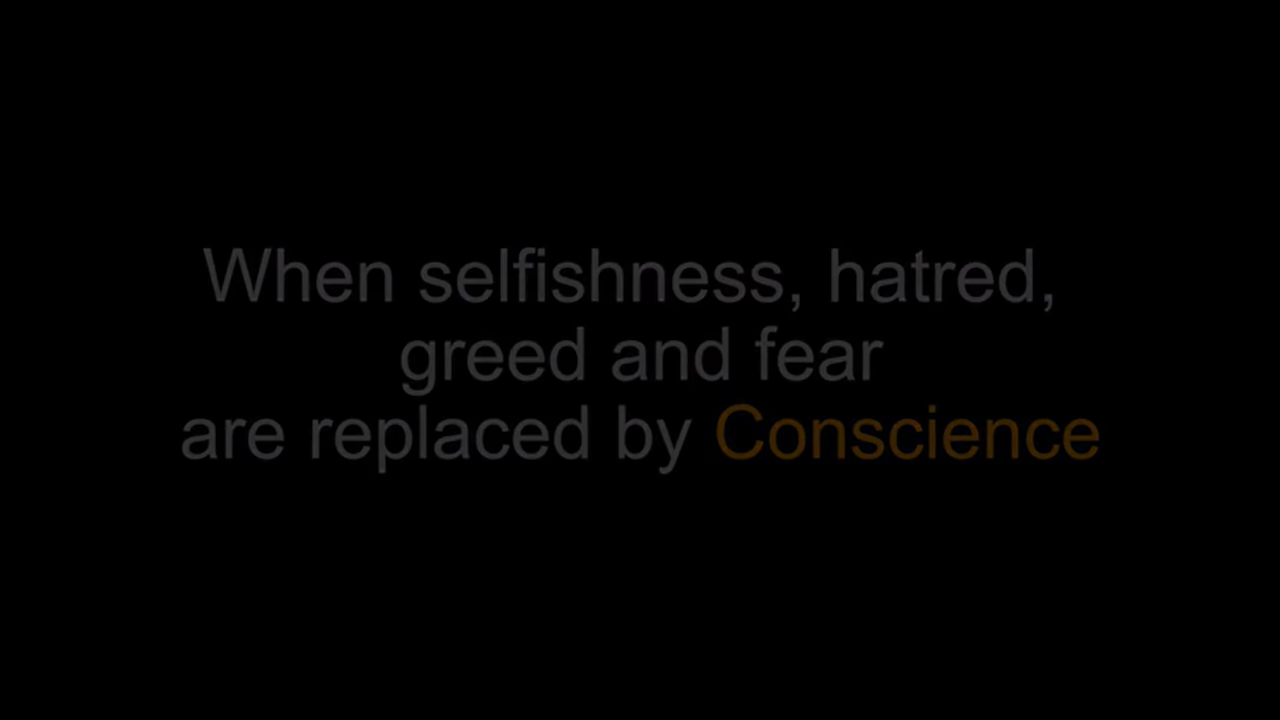 When selfishness, hatred,
greed and fear
are replaced by Conscience